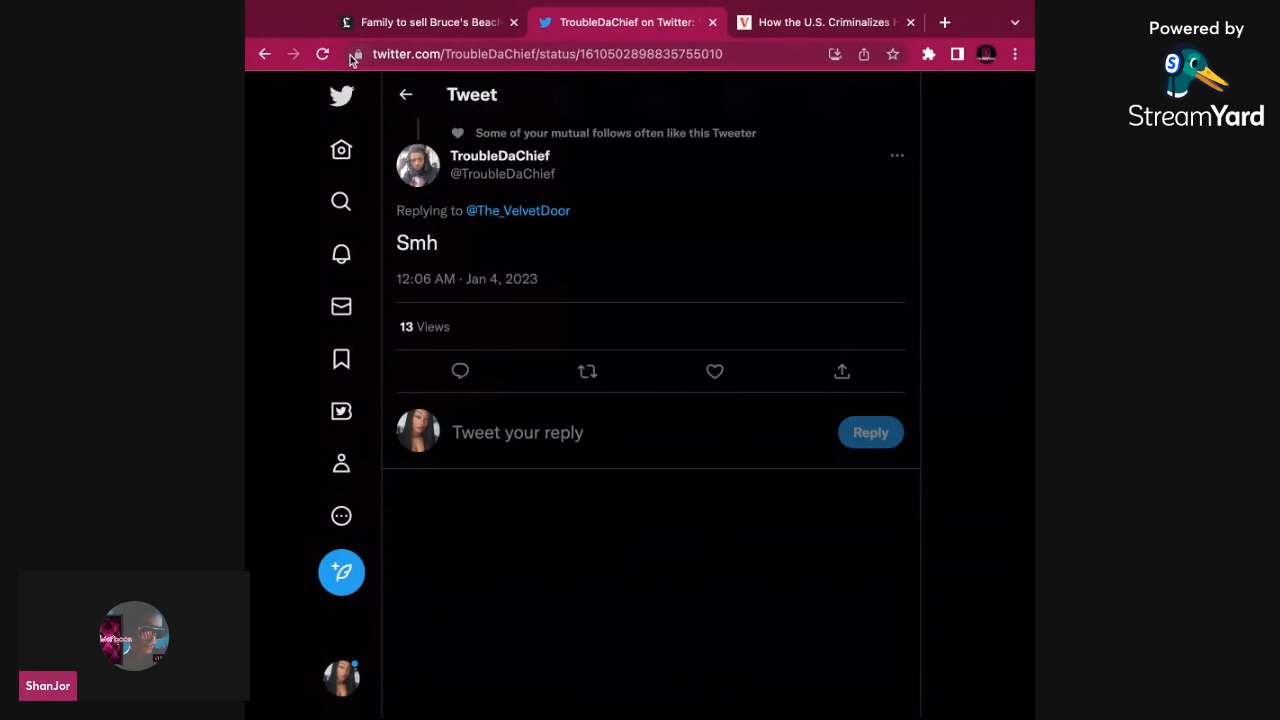 Family to sell Bruce's Beach
TroubleDaChief on Twitter:
How the U.S. Criminalizes
Powered by
StreamYard
twitter.com/TroubleDaChief/status/1610502898835755010
Tweet
Some of your mutual follows often like this Tweeter
TroubleDaChief
@TroubleDaChief
Replying to @The_VelvetDoor
Smh
12:06 AM · Jan 4, 2023
13 Views
Tweet your reply
Reply
ShanJor